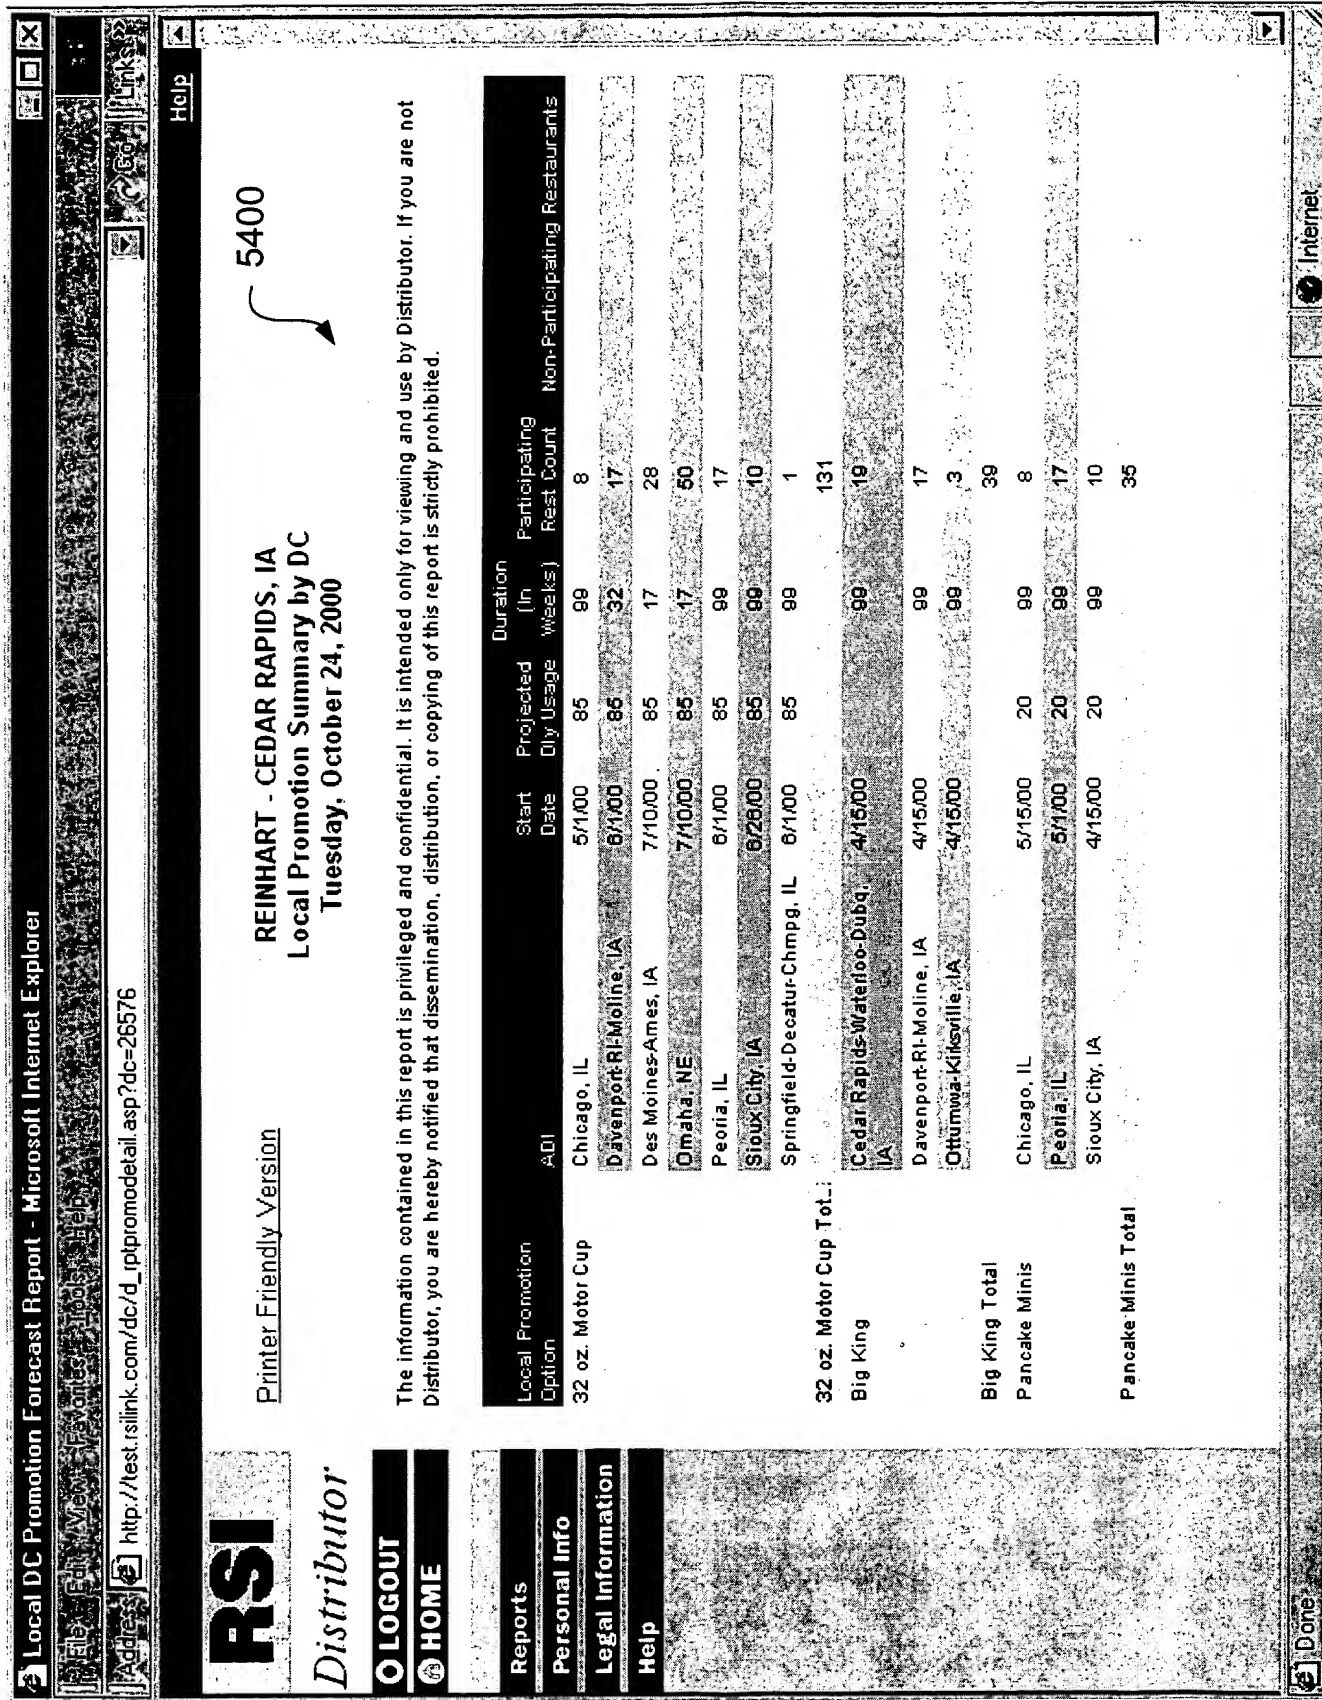 Local DC Promotion Forecast Report - Microsoft Internet Explorer
File Edit View Favorites Tools Help
Address http://test.rsilink.com/dc/d_rptpromodetail.asp?dc=26576 Go Links »
Help
RSI
Distributor
LOGOUT
HOME
Reports
Personal Info
Legal Information
Help
Printer Friendly Version
REINHART - CEDAR RAPIDS, IA
Local Promotion Summary by DC
Tuesday, October 24, 2000
5400
The information contained in this report is privileged and confidential. It is intended only for viewing and use by Distributor. If you are not
Distributor, you are hereby notified that dissemination, distribution, or copying of this report is strictly prohibited.
Local Promotion Option ADI Start Date Projected Dly Usage Duration (In Weeks) Participating Rest Count Non-Participating Restaurants
32 oz. Motor Cup Chicago, IL 5/1/00 85 99 8
Davenport-RI-Moline, IA 6/1/00 85 32 17
Des Moines-Ames, IA 7/10/00 85 17 28
Omaha, NE 7/10/00 85 17 50
Peoria, IL 6/1/00 85 99 17
Sioux City, IA 6/26/00 85 99 10
Springfield-Decatur-Chmpg, IL 6/1/00 85 99 1
32 oz. Motor Cup Tot.: 131
Big King Cedar Rapids-Waterloo-Dubq, IA 4/15/00 99 19
Davenport-RI-Moline, IA 4/15/00 99 17
Ottumwa-Kirksville, IA 4/15/00 99 3
Big King Total 39
Pancake Minis Chicago, IL 5/15/00 20 99 8
Peoria, IL 5/1/00 20 99 17
Sioux City, IA 4/15/00 20 99 10
Pancake Minis Total 35
Done Internet